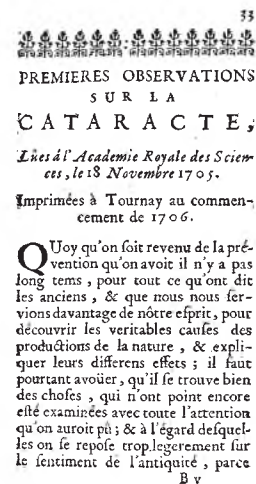 33
PREMIERES OBSERVATIONS
SUR LA
CATARACTE,
Lûes à l'Academie Royale des Scien-
ces, le 18 Novembre 1705.
Imprimées à Tournay au commen-
cement de 1706.
QUoy qu'on ſoit revenu de la pré-
vention qu'on avoit il n'y a pas
long tems, pour tout ce qu'ont dit
les anciens, & que nous nous ſer-
vions davantage de nôtre eſprit, pour
découvrir les veritables cauſes des
productions de la nature, & expli-
quer leurs differens effets; il faut
pourtant avoüer, qu'il ſe trouve bien
des choſes, qui n'ont point encore
eſté examinées avec toute l'attention
qu'on auroit pû; & à l'égard deſquel-
les on ſe repoſe trop legerement ſur
le ſentiment de l'antiquité, parce
B v